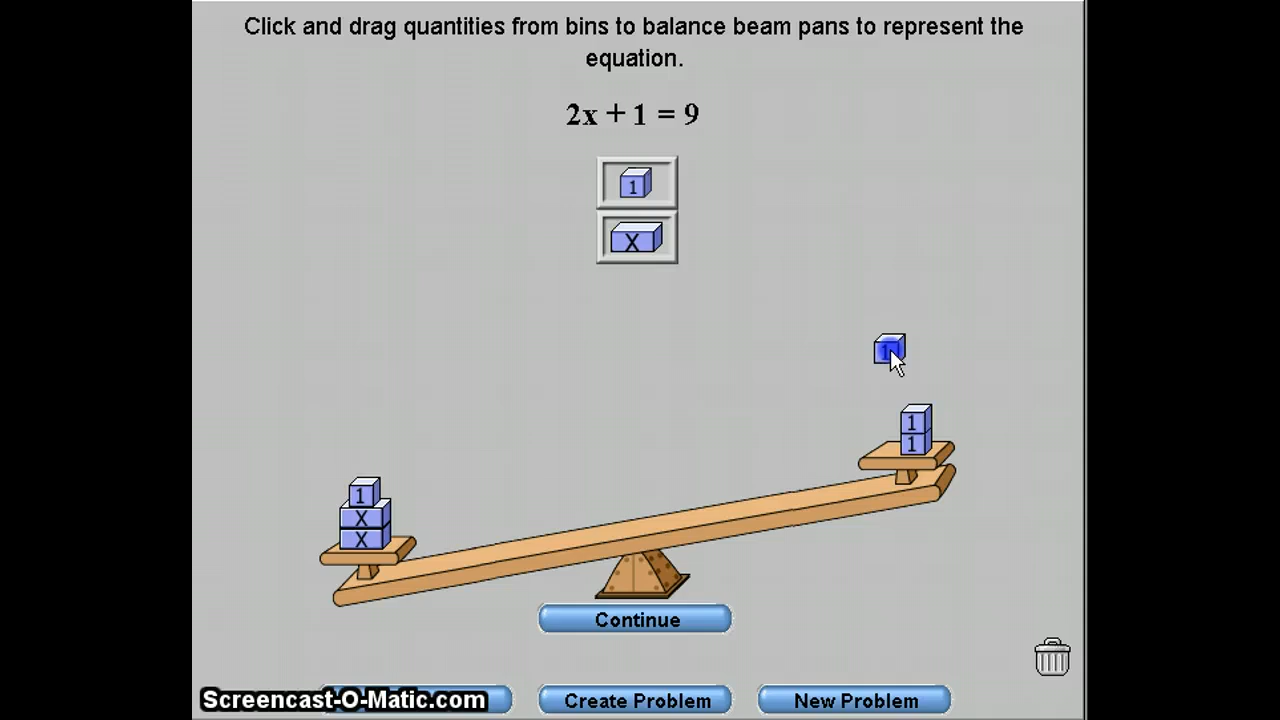 Click and drag quantities from bins to balance beam pans to represent the
equation.
2x + 1 = 9
1
X
1
1
1
1
X
X
Continue
Screencast-O-Matic.com
Create Problem
New Problem